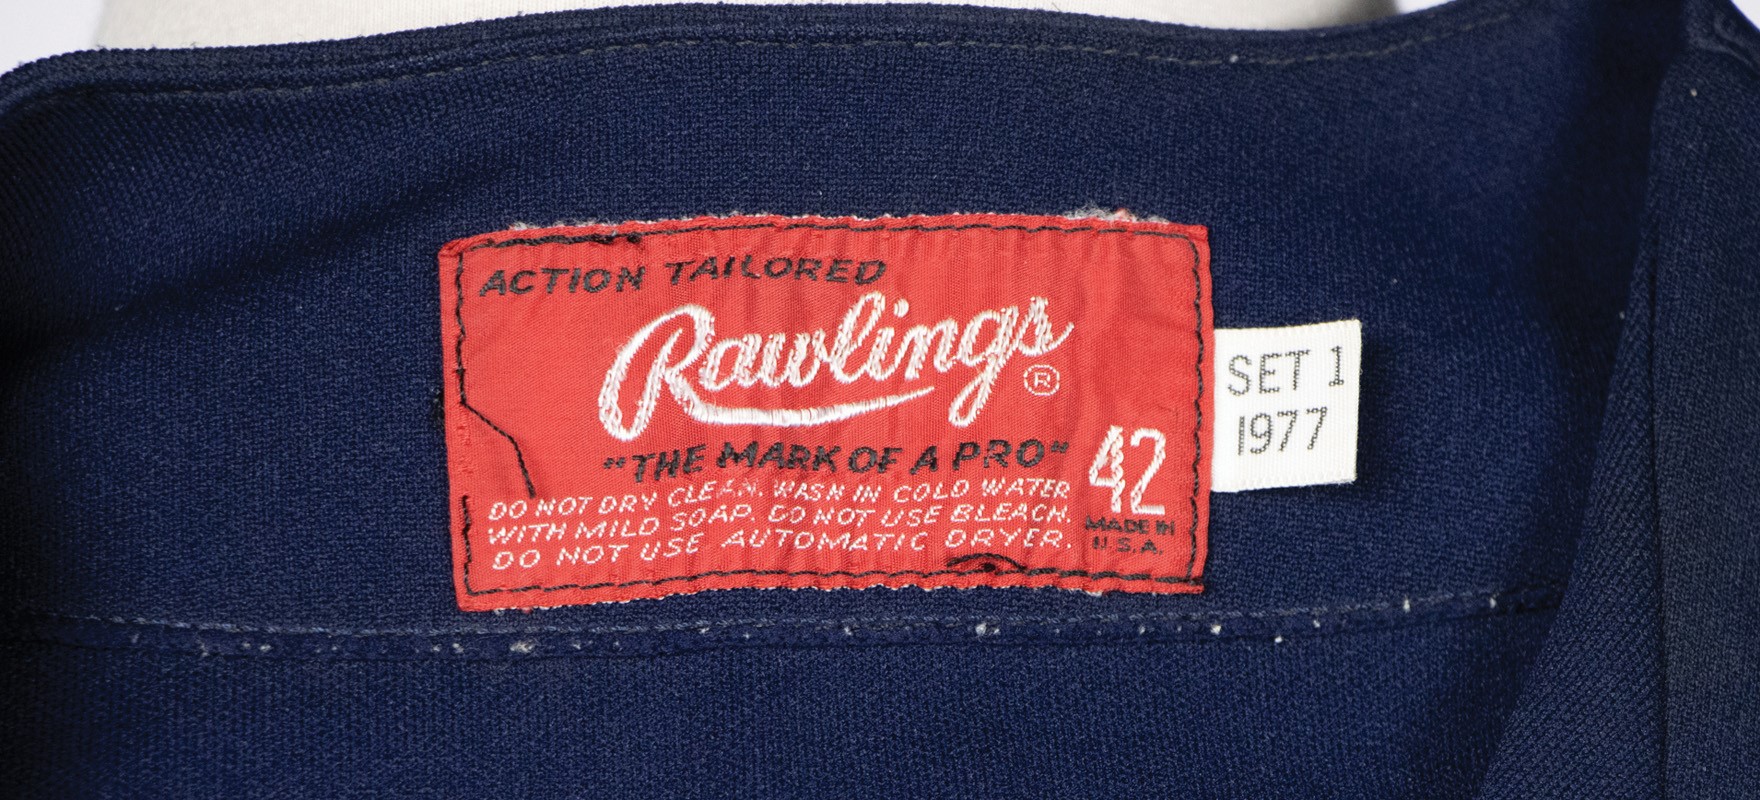 ACTION TAILORED
Rawlings ®
"THE MARK OF A PRO"
DO NOT DRY CLEAN. WASH IN COLD WATER
WITH MILD SOAP. DO NOT USE BLEACH.
DO NOT USE AUTOMATIC DRYER.
42
MADE IN
U.S.A.
SET 1
1977